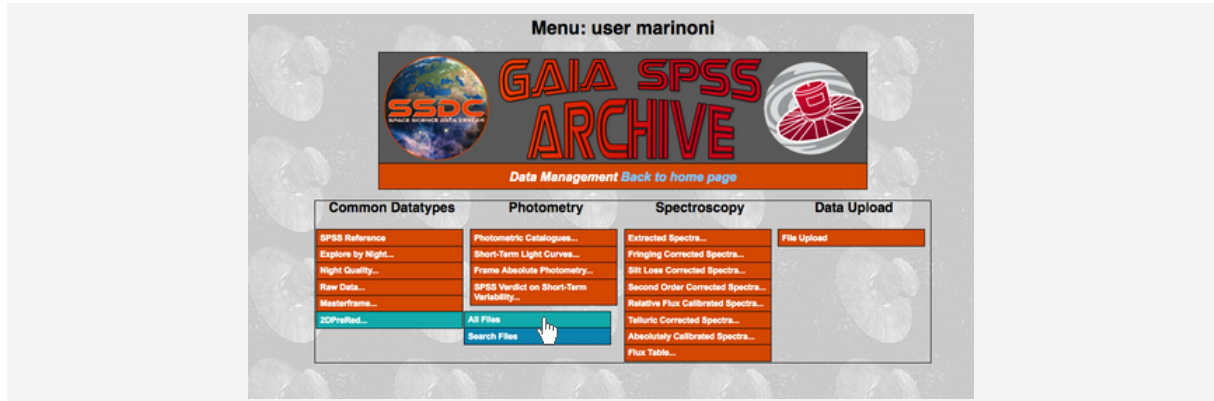 Menu: user marinoni
SSDC
SPACE SCIENCE DATA CENTER
GAIA SPSS
ARCHIVE
Data Management Back to home page
Common Datatypes
SPSS Reference
Explore by Night...
Night Quality...
Raw Data...
Masterframe...
2DPreRed...
All Files
Search Files
Photometry
Photometric Catalogues...
Short-Term Light Curves...
Frame Absolute Photometry...
SPSS Verdict on Short-Term
Variability...
Spectroscopy
Extracted Spectra...
Fringing Corrected Spectra...
Slit Loss Corrected Spectra...
Second Order Corrected Spectra...
Relative Flux Calibrated Spectra...
Telluric Corrected Spectra...
Absolutely Calibrated Spectra...
Flux Table...
Data Upload
File Upload